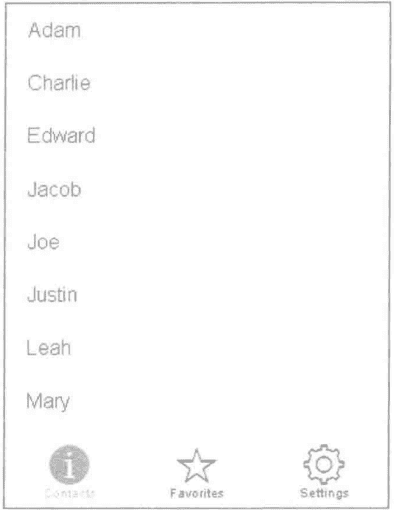 Adam
Charlie
Edward
Jacob
Joe
Justin
Leah
Mary
Contacts Favorites Settings